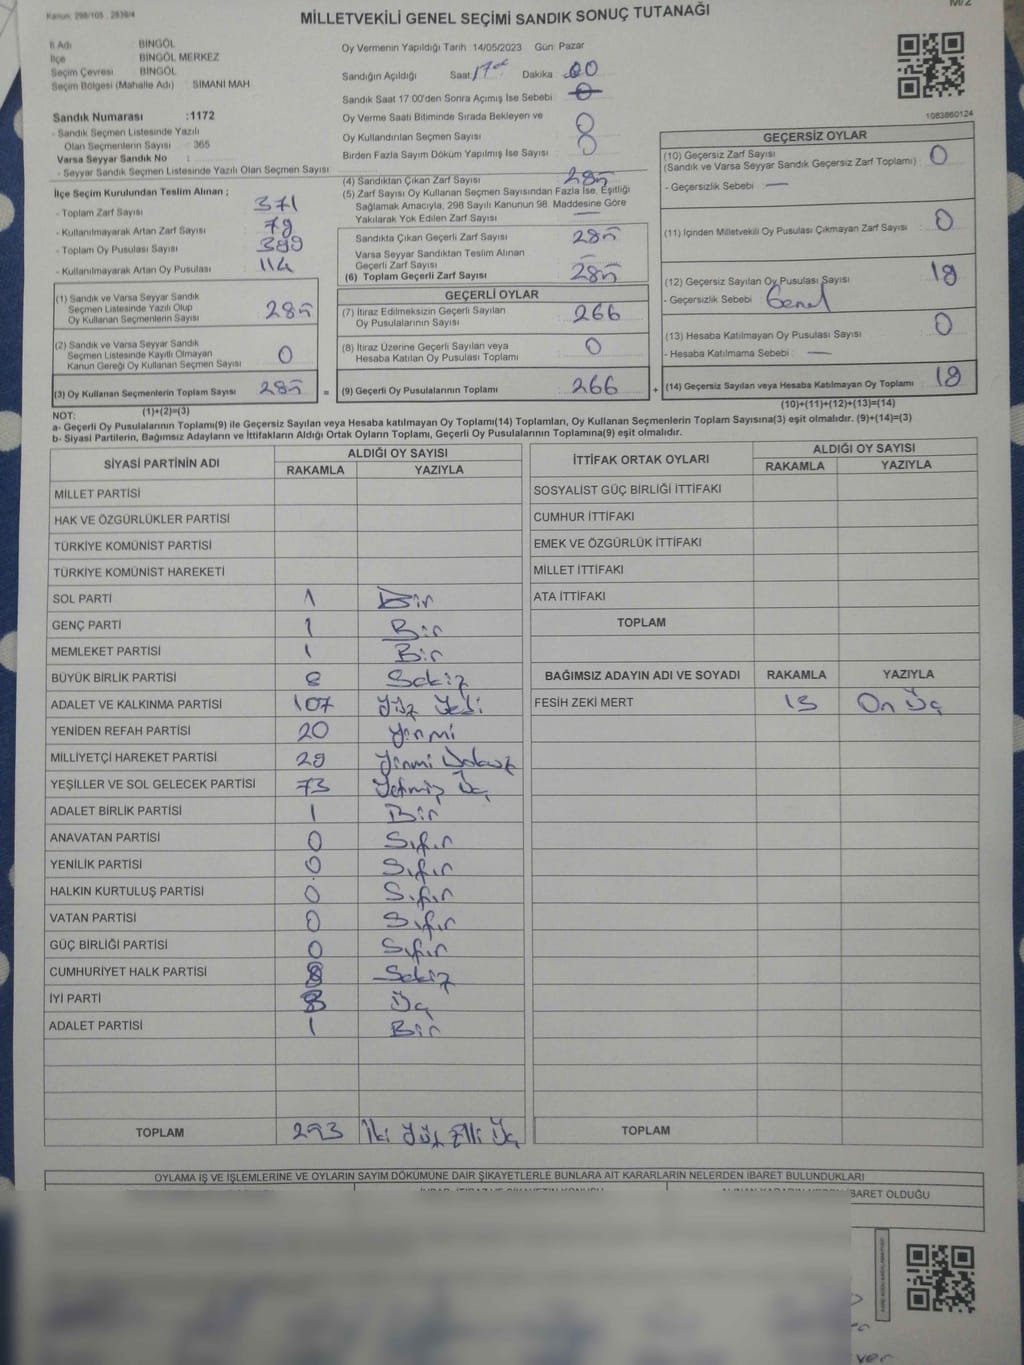 Kanun: 298/105 , 2839/4
M/2
MİLLETVEKİLİ GENEL SEÇİMİ SANDIK SONUÇ TUTANAĞI
İl Adı : BİNGÖL
İlçe : BİNGÖL MERKEZ
Seçim Çevresi : BİNGÖL
Seçim Bölgesi (Mahalle Adı) SİMANİ MAH
Sandık Numarası :1172
- Sandık Seçmen Listesinde Yazılı
Olan Seçmenlerin Sayısı : 365
Varsa Seyyar Sandık No :
- Seyyar Sandık Seçmen Listesinde Yazılı Olan Seçmen Sayısı
İlçe Seçim Kurulundan Teslim Alınan ;
- Toplam Zarf Sayısı 371
- Kullanılmayarak Artan Zarf Sayısı 79
- Toplam Oy Pusulası Sayısı 399
- Kullanılmayarak Artan Oy Pusulası 114
(1) Sandık ve Varsa Seyyar Sandık
Seçmen Listesinde Yazılı Olup
Oy Kullanan Seçmenlerin Sayısı 285
(2) Sandık ve Varsa Seyyar Sandık
Seçmen Listesinde Kayıtlı Olmayan
Kanun Gereği Oy Kullanan Seçmen Sayısı 0
(3) Oy Kullanan Seçmenlerin Toplam Sayısı 285 =
(1)+(2)=(3)
Oy Vermenin Yapıldığı Tarih 14/05/2023 Gün: Pazar
Sandığın Açıldığı Saat 17 Dakika : 00
Sandık Saat 17:00'den Sonra Açımış İse Sebebi 0
Oy Verme Saati Bitiminde Sırada Bekleyen ve
Oy Kullandırılan Seçmen Sayısı 0
Birden Fazla Sayım Döküm Yapılmış İse Sayısı 0
(4) Sandıktan Çıkan Zarf Sayısı 285
(5) Zarf Sayısı Oy Kullanan Seçmen Sayısından Fazla İse, Eşitliği
Sağlamak Amacıyla, 298 Sayılı Kanunun 98. Maddesine Göre
Yakılarak Yok Edilen Zarf Sayısı —
Sandıkta Çıkan Geçerli Zarf Sayısı 285
Varsa Seyyar Sandıktan Teslim Alınan
Geçerli Zarf Sayısı
(6) Toplam Geçerli Zarf Sayısı 285
GEÇERLİ OYLAR
(7) İtiraz Edilmeksizin Geçerli Sayılan
Oy Pusulalarının Sayısı 266
(8) İtiraz Üzerine Geçerli Sayılan veya
Hesaba Katılan Oy Pusulası Toplamı 0
(9) Geçerli Oy Pusulalarının Toplamı 266 +
1083860124
GEÇERSİZ OYLAR
(10) Geçersiz Zarf Sayısı
(Sandık ve Varsa Seyyar Sandık Geçersiz Zarf Toplamı) : 0
- Geçersizlik Sebebi : —
(11) İçinden Milletvekili Oy Pusulası Çıkmayan Zarf Sayısı : 0
(12) Geçersiz Sayılan Oy Pusulası Sayısı 19
- Geçersizlik Sebebi : Genel
(13) Hesaba Katılmayan Oy Pusulası Sayısı 0
- Hesaba Katılmama Sebebi : —
(14) Geçersiz Sayılan veya Hesaba Katılmayan Oy Toplamı : 19
(10)+(11)+(12)+(13)=(14)
NOT:
a- Geçerli Oy Pusulalarının Toplamı(9) ile Geçersiz Sayılan veya Hesaba katılmayan Oy Toplamı(14) Toplamları, Oy Kullanan Seçmenlerin Toplam Sayısına(3) eşit olmalıdır. (9)+(14)=(3)
b- Siyasi Partilerin, Bağımsız Adayların ve İttifakların Aldığı Ortak Oyların Toplamı, Geçerli Oy Pusulalarının Toplamına(9) eşit olmalıdır.
SİYASİ PARTİNİN ADI ALDIĞI OY SAYISI
RAKAMLA YAZIYLA
MİLLET PARTİSİ
HAK VE ÖZGÜRLÜKLER PARTİSİ
TÜRKİYE KOMÜNİST PARTİSİ
TÜRKİYE KOMÜNİST HAREKETİ
SOL PARTİ 1 Bir
GENÇ PARTİ 1 Bir
MEMLEKET PARTİSİ 1 Bir
BÜYÜK BİRLİK PARTİSİ 8 Sekiz
ADALET VE KALKINMA PARTİSİ 107 Yüz Yedi
YENİDEN REFAH PARTİSİ 20 Yirmi
MİLLİYETÇİ HAREKET PARTİSİ 29 Yirmi Dokuz
YEŞİLLER VE SOL GELECEK PARTİSİ 73 Yetmiş Üç
ADALET BİRLİK PARTİSİ 1 Bir
ANAVATAN PARTİSİ 0 Sıfır
YENİLİK PARTİSİ 0 Sıfır
HALKIN KURTULUŞ PARTİSİ 0 Sıfır
VATAN PARTİSİ 0 Sıfır
GÜÇ BİRLİĞİ PARTİSİ 0 Sıfır
CUMHURİYET HALK PARTİSİ 8 Sekiz
İYİ PARTİ 3 Üç
ADALET PARTİSİ 1 Bir
TOPLAM 253 İki Yüz Elli Üç
İTTİFAK ORTAK OYLARI ALDIĞI OY SAYISI
RAKAMLA YAZIYLA
SOSYALİST GÜÇ BİRLİĞİ İTTİFAKI
CUMHUR İTTİFAKI
EMEK VE ÖZGÜRLÜK İTTİFAKI
MİLLET İTTİFAKI
ATA İTTİFAKI
TOPLAM
BAĞIMSIZ ADAYIN ADI VE SOYADI RAKAMLA YAZIYLA
FESİH ZEKİ MERT 13 On Üç
TOPLAM
OYLAMA İŞ VE İŞLEMLERİNE VE OYLARIN SAYIM DÖKÜMÜNE DAİR ŞİKAYETLERLE BUNLARA AİT KARARLARIN NELERDEN İBARET BULUNDUKLARI
İBARET OLDUĞU